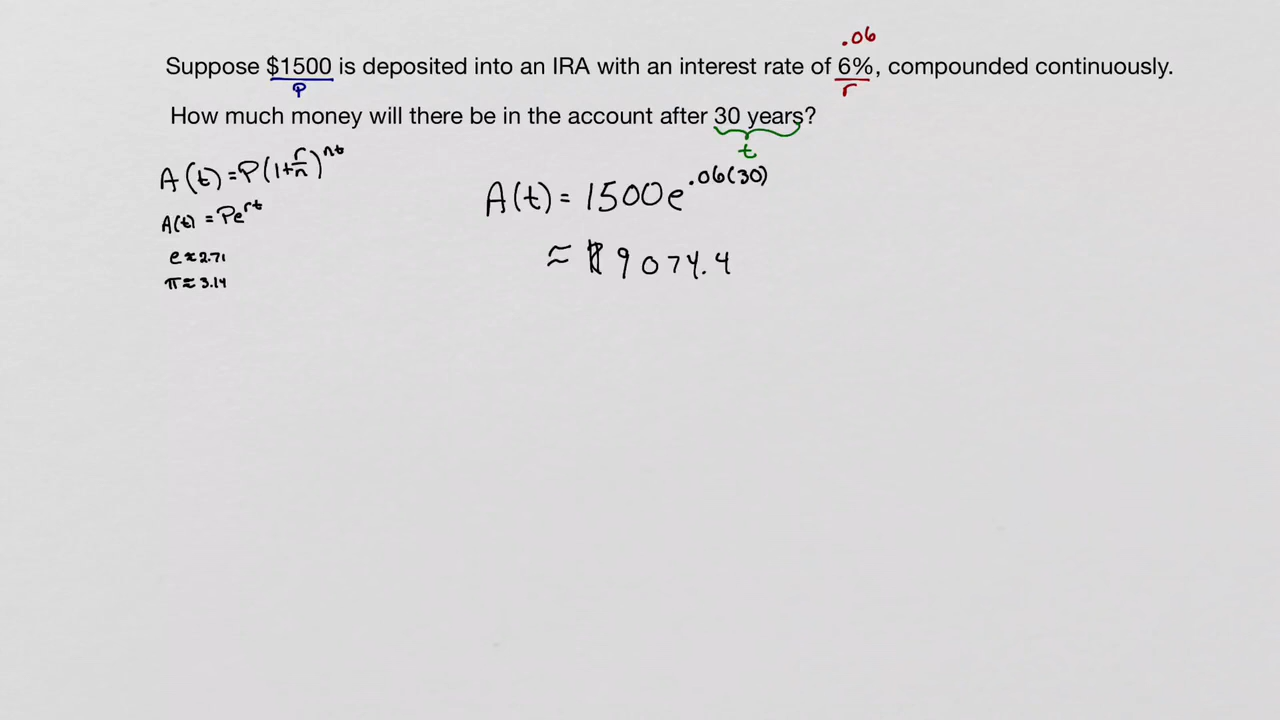 .06
Suppose $1500 is deposited into an IRA with an interest rate of 6%, compounded continuously.
P r
How much money will there be in the account after 30 years?
t
A(t)=P(1+r/n)^nt
A(t) = Pe^rt
e≈2.71
π≈3.14
A(t) = 1500e^.06(30)
≈ $9074.4